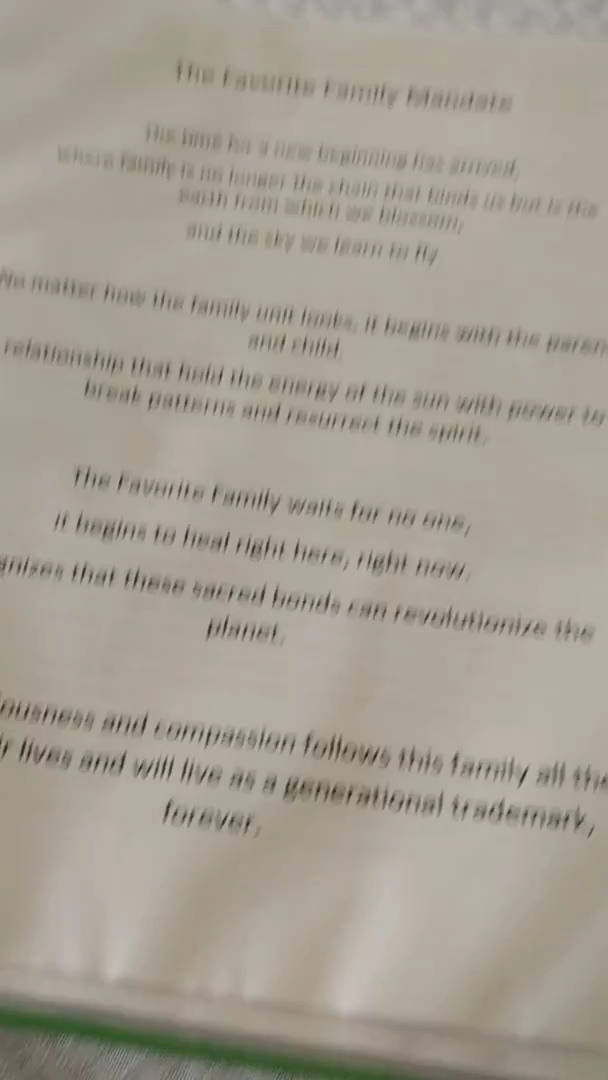 The Favorite Family Mandate
The time for a new beginning has arrived,
where family is no longer the chain that binds us but is the
earth from which we blossom,
and the sky we learn to fly
No matter how the family unit looks, it begins with the paren
and child
relationship that hold the energy of the sun with power to
break patterns and resurrect the spirit.
The Favorite Family waits for no one,
it begins to heal right here, right now.
gnizes that these sacred bonds can revolutionize the
planet.
ousness and compassion follows this family all the
r lives and will live as a generational trademark,
forever.